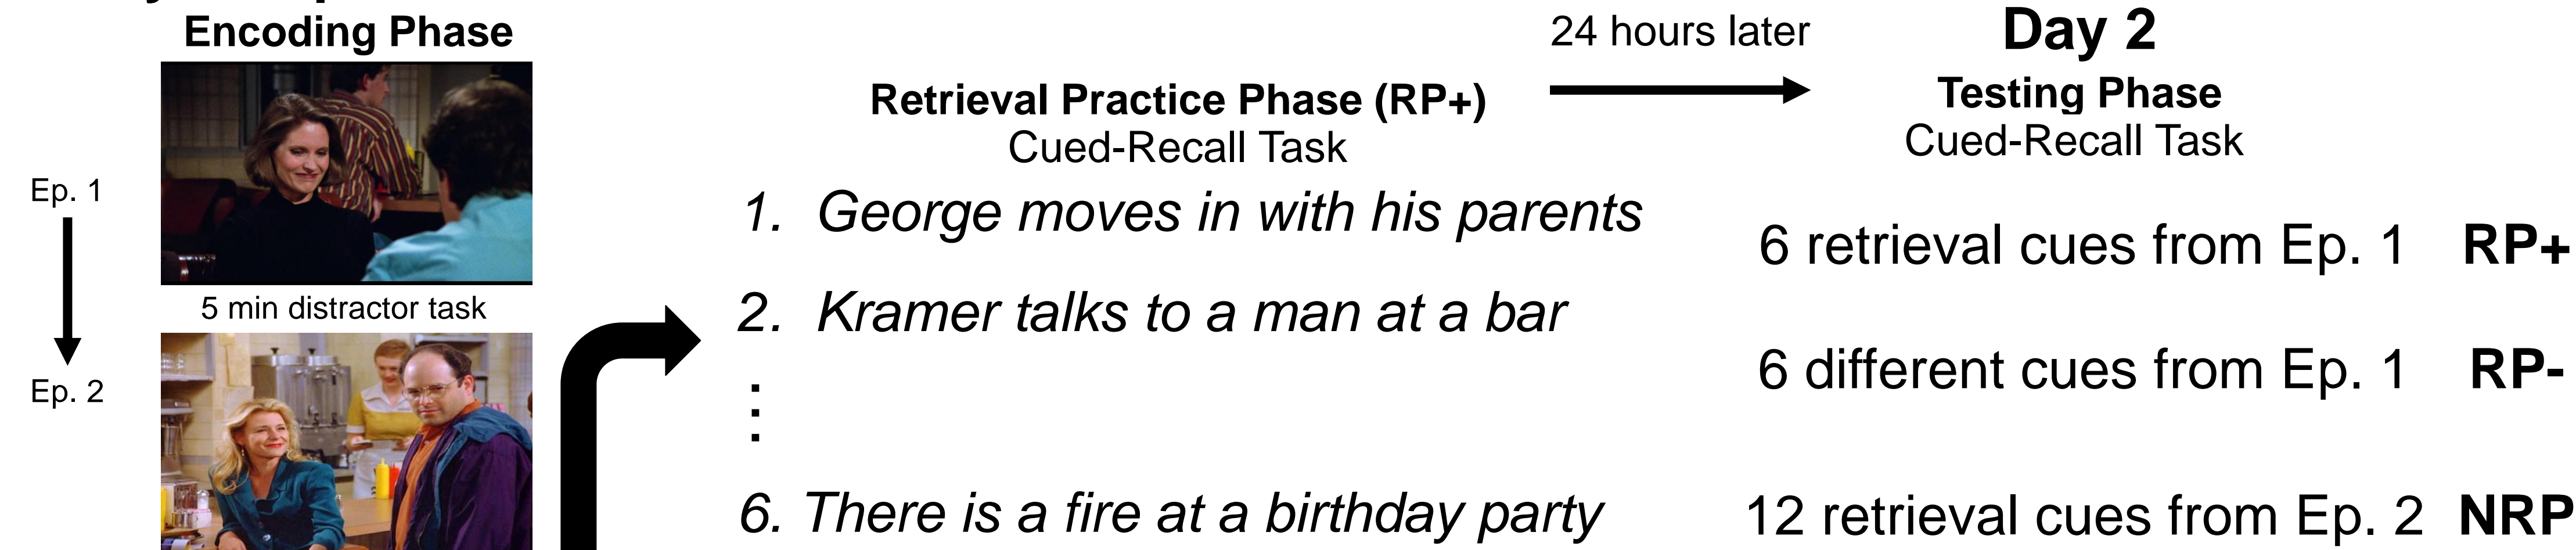 Encoding Phase
Ep. 1
5 min distractor task
Ep. 2
Retrieval Practice Phase (RP+)
Cued-Recall Task
1. George moves in with his parents
2. Kramer talks to a man at a bar
⋮
6. There is a fire at a birthday party
24 hours later
Day 2
Testing Phase
Cued-Recall Task
6 retrieval cues from Ep. 1 RP+
6 different cues from Ep. 1 RP-
12 retrieval cues from Ep. 2 NRP